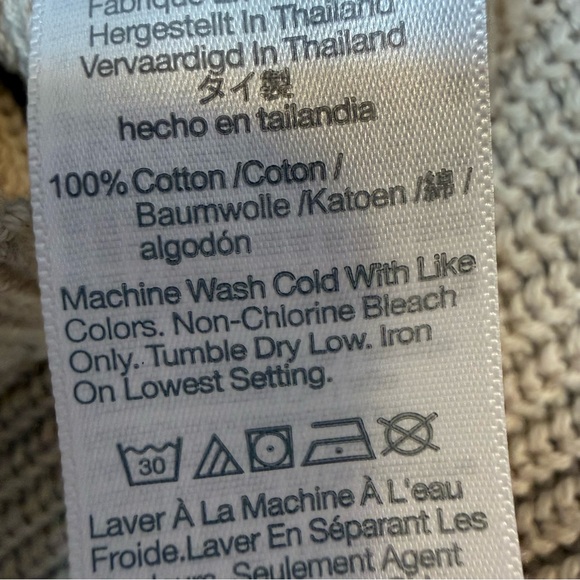 Hergestellt In Thailand
Vervaardigd In Thailand
タイ製
hecho en tailandia
100% Cotton /Coton /
Baumwolle /Katoen /綿 /
algodón
Machine Wash Cold With Like
Colors. Non-Chlorine Bleach
Only. Tumble Dry Low. Iron
On Lowest Setting.
30
Laver À La Machine À L'eau
Froide.Laver En Séparant Les
Seulement Agent